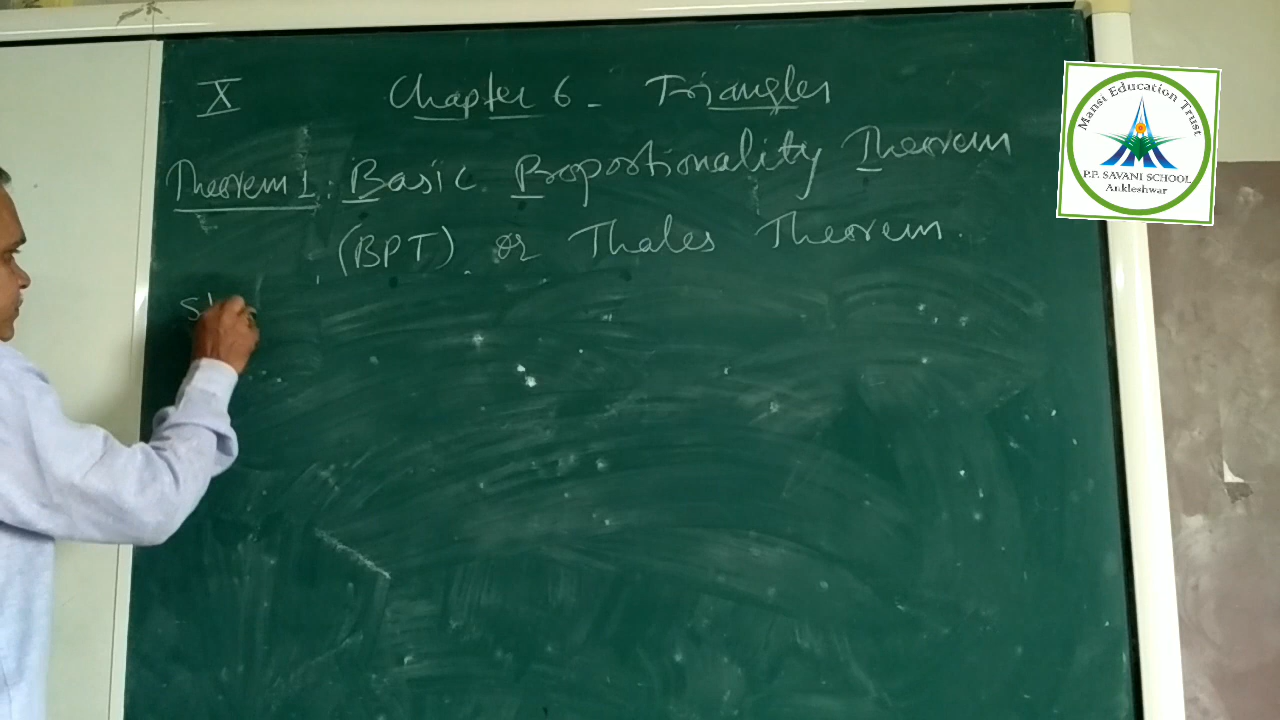 X Chapter 6 - Triangles
Theorem 1: Basic Proportionality Theorem
(BPT) or Thales Theorem.
Mansi Education Trust
P.P. SAVANI SCHOOL
Ankleshwar